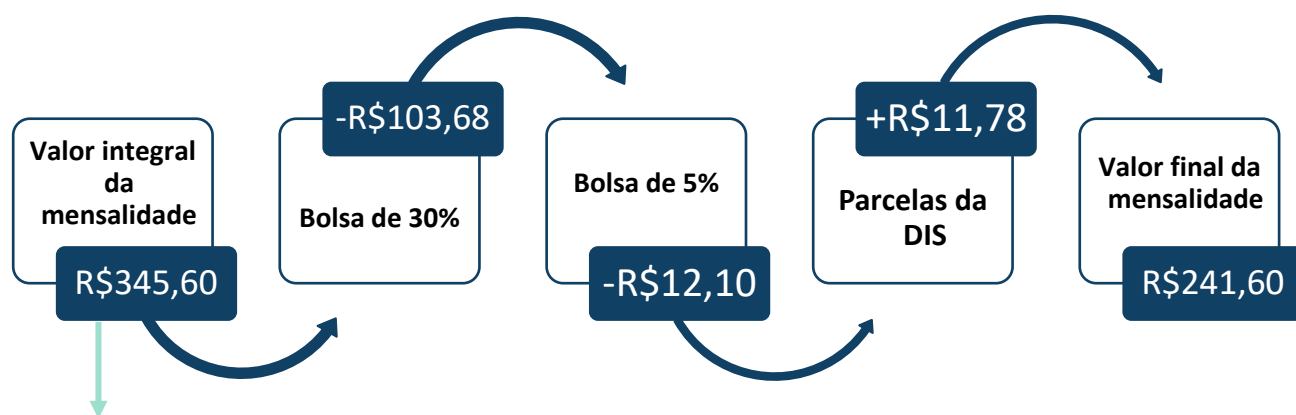 Valor integral
da
mensalidade
R$345,60
-R$103,68
Bolsa de 30%
Bolsa de 5%
-R$12,10
+R$11,78
Parcelas da
DIS
Valor final da
mensalidade
R$241,60